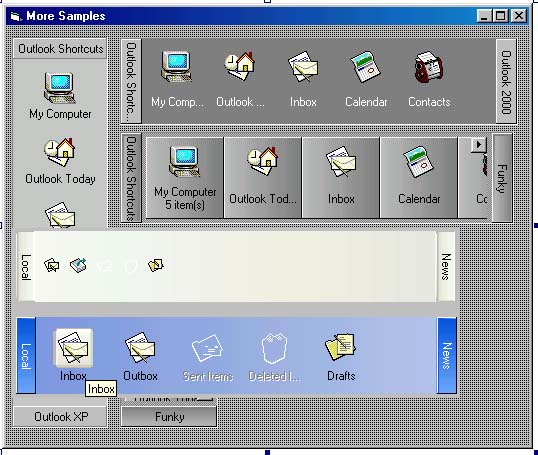 More Samples
Outlook Shortcuts
My Computer
Outlook Today
Outlook XP
Outlook Shortc...
My Comp...
Outlook ...
Inbox
Calendar
Contacts
Outlook 2000
Outlook Shortcuts
My Computer
5 item(s)
Outlook Tod...
Inbox
Calendar
Co
Funky
Local
News
Local
Inbox
Outbox
Sent Items
Deleted I...
Drafts
News
Inbox
Funky